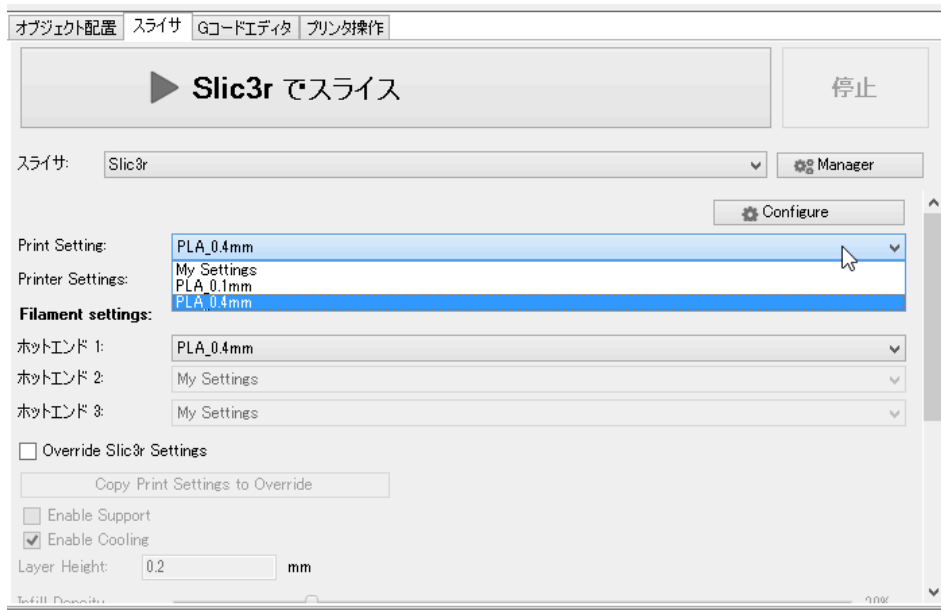 オブジェクト配置 スライサ Gコードエディタ プリンタ操作
Slic3r でスライス 停止
スライサ: Slic3r Manager
Configure
Print Setting: PLA_0.4mm
My Settings
Printer Settings: PLA_0.1mm
PLA_0.4mm
Filament settings:
ホットエンド 1: PLA_0.4mm
ホットエンド 2: My Settings
ホットエンド 3: My Settings
Override Slic3r Settings
Copy Print Settings to Override
Enable Support
Enable Cooling
Layer Height: 0.2 mm
Infill Density 20%